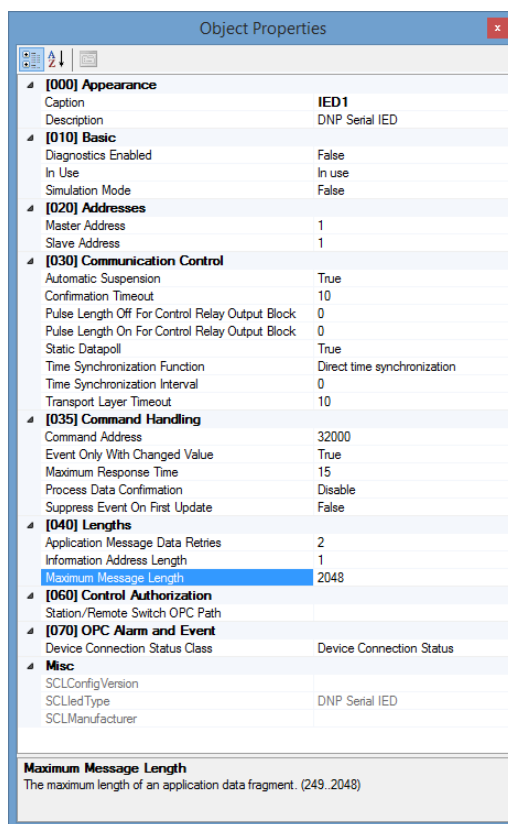 Object Properties
x
A
Z
[000] Appearance
Caption IED1
Description DNP Serial IED
[010] Basic
Diagnostics Enabled False
In Use In use
Simulation Mode False
[020] Addresses
Master Address 1
Slave Address 1
[030] Communication Control
Automatic Suspension True
Confirmation Timeout 10
Pulse Length Off For Control Relay Output Block 0
Pulse Length On For Control Relay Output Block 0
Static Datapoll True
Time Synchronization Function Direct time synchronization
Time Synchronization Interval 0
Transport Layer Timeout 10
[035] Command Handling
Command Address 32000
Event Only With Changed Value True
Maximum Response Time 15
Process Data Confirmation Disable
Suppress Event On First Update False
[040] Lengths
Application Message Data Retries 2
Information Address Length 1
Maximum Message Length 2048
[060] Control Authorization
Station/Remote Switch OPC Path
[070] OPC Alarm and Event
Device Connection Status Class Device Connection Status
Misc
SCLConfigVersion
SCLIedType DNP Serial IED
SCLManufacturer
Maximum Message Length
The maximum length of an application data fragment. (249..2048)